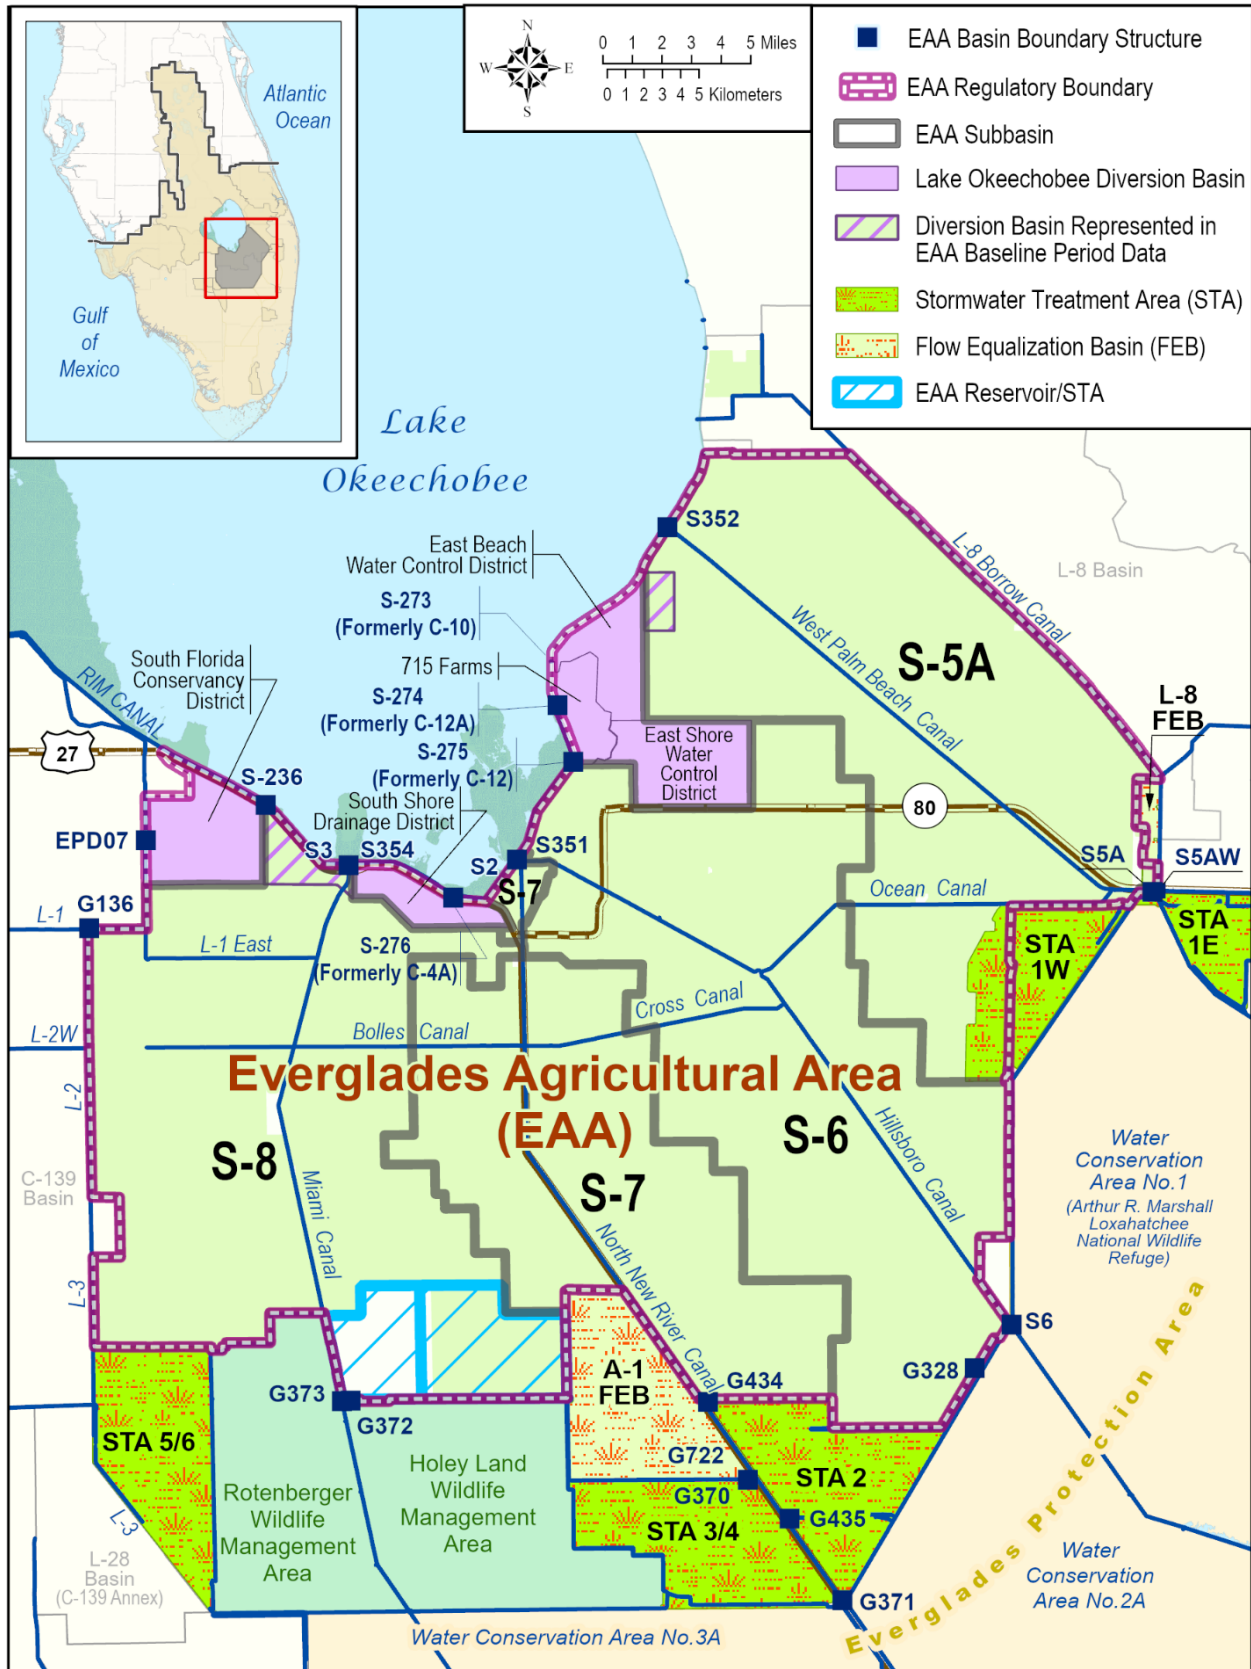 Atlantic
Ocean
Gulf
of
Mexico
N
W
E
S
0 1 2 3 4 5 Miles
0 1 2 3 4 5 Kilometers
EAA Basin Boundary Structure
EAA Regulatory Boundary
EAA Subbasin
Lake Okeechobee Diversion Basin
Diversion Basin Represented in
EAA Baseline Period Data
Stormwater Treatment Area (STA)
Flow Equalization Basin (FEB)
EAA Reservoir/STA
Lake
Okeechobee
S352
East Beach
Water Control District
L-8 Borrow Canal
L-8 Basin
S-273
(Formerly C-10)
West Palm Beach Canal
715 Farms
S-5A
South Florida
Conservancy
District
RIM CANAL
S-274
(Formerly C-12A)
L-8
FEB
27
S-275
(Formerly C-12)
East Shore
Water
Control
District
S-236
South Shore
Drainage District
80
EPD07
S3
S354
S2
S351
S5A
S5AW
S-7
Ocean Canal
G136
L-1
L-1 East
S-276
(Formerly C-4A)
STA
1W
STA
1E
Cross Canal
L-2W
Bolles Canal
L-2
Everglades Agricultural Area
(EAA)
Hillsboro Canal
S-8
S-7
S-6
Water
Conservation
Area No.1
(Arthur R. Marshall
Loxahatchee
National Wildlife
Refuge)
C-139
Basin
Miami Canal
North New River Canal
L-3
S6
G328
A-1
FEB
G434
G373
G372
STA 5/6
Holey Land
Wildlife
Management
Area
G722
STA 2
G370
G435
Rotenberger
Wildlife
Management
Area
STA 3/4
L-3
L-28
Basin
(C-139 Annex)
Everglades Protection Area
Water
Conservation
Area No.2A
G371
Water Conservation Area No.3A